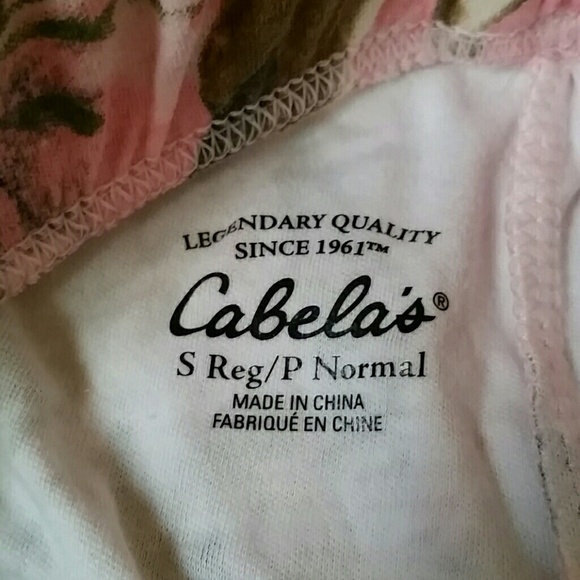 LEGENDARY QUALITY
SINCE 1961™
Cabela's®
S Reg/P Normal
MADE IN CHINA
FABRIQUÉ EN CHINE